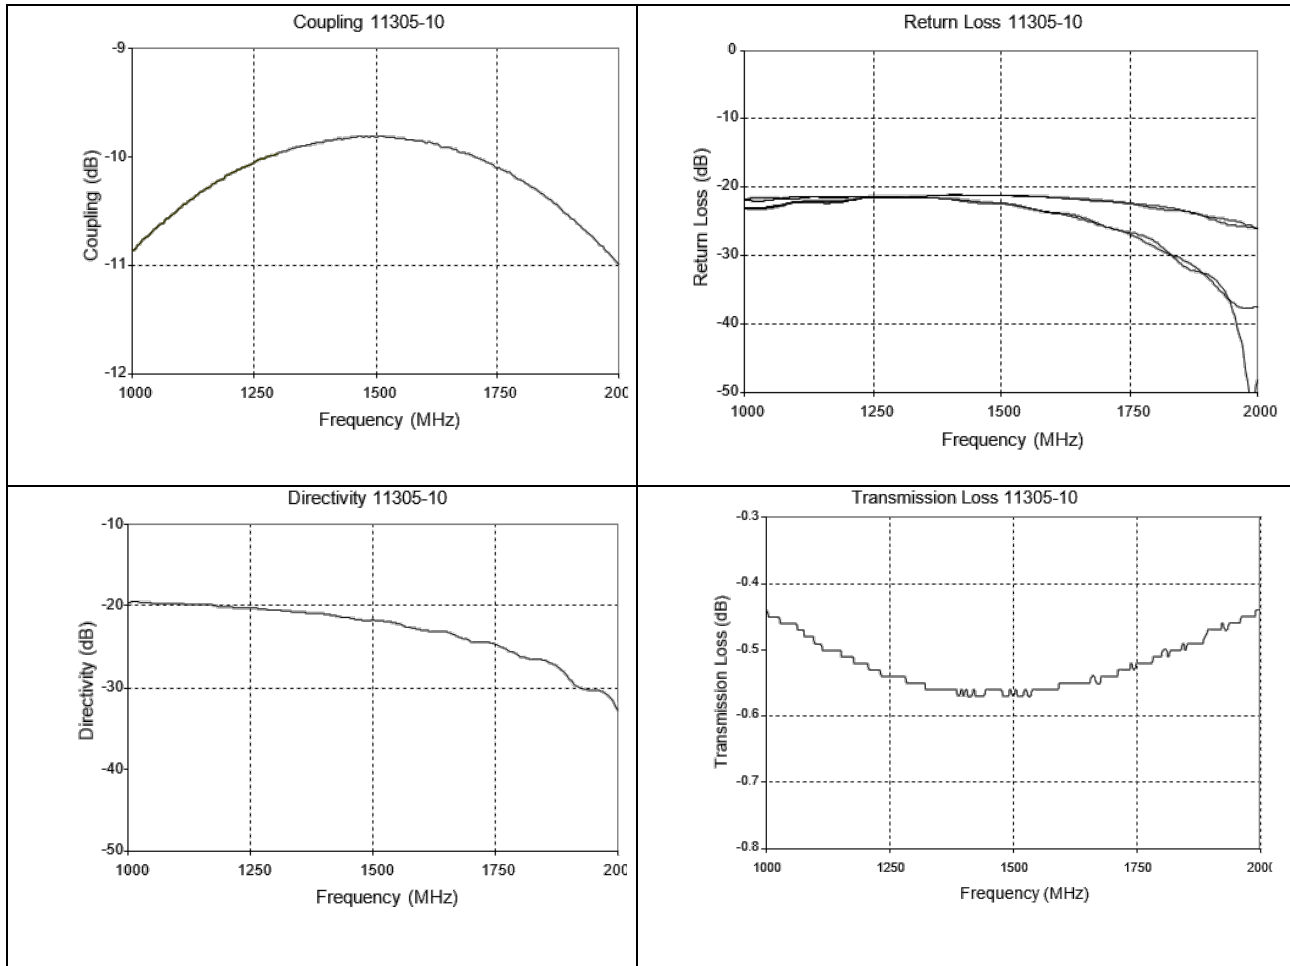 Coupling 11305-10
Coupling (dB)
-9
-10
-11
-12
1000 1250 1500 1750 200
Frequency (MHz)
Return Loss 11305-10
Return Loss (dB)
0
-10
-20
-30
-40
-50
1000 1250 1500 1750 2000
Frequency (MHz)
Directivity 11305-10
Directivity (dB)
-10
-20
-30
-40
-50
1000 1250 1500 1750 200
Frequency (MHz)
Transmission Loss 11305-10
Transmission Loss (dB)
-0.3
-0.4
-0.5
-0.6
-0.7
-0.8
1000 1250 1500 1750 2000
Frequency (MHz)